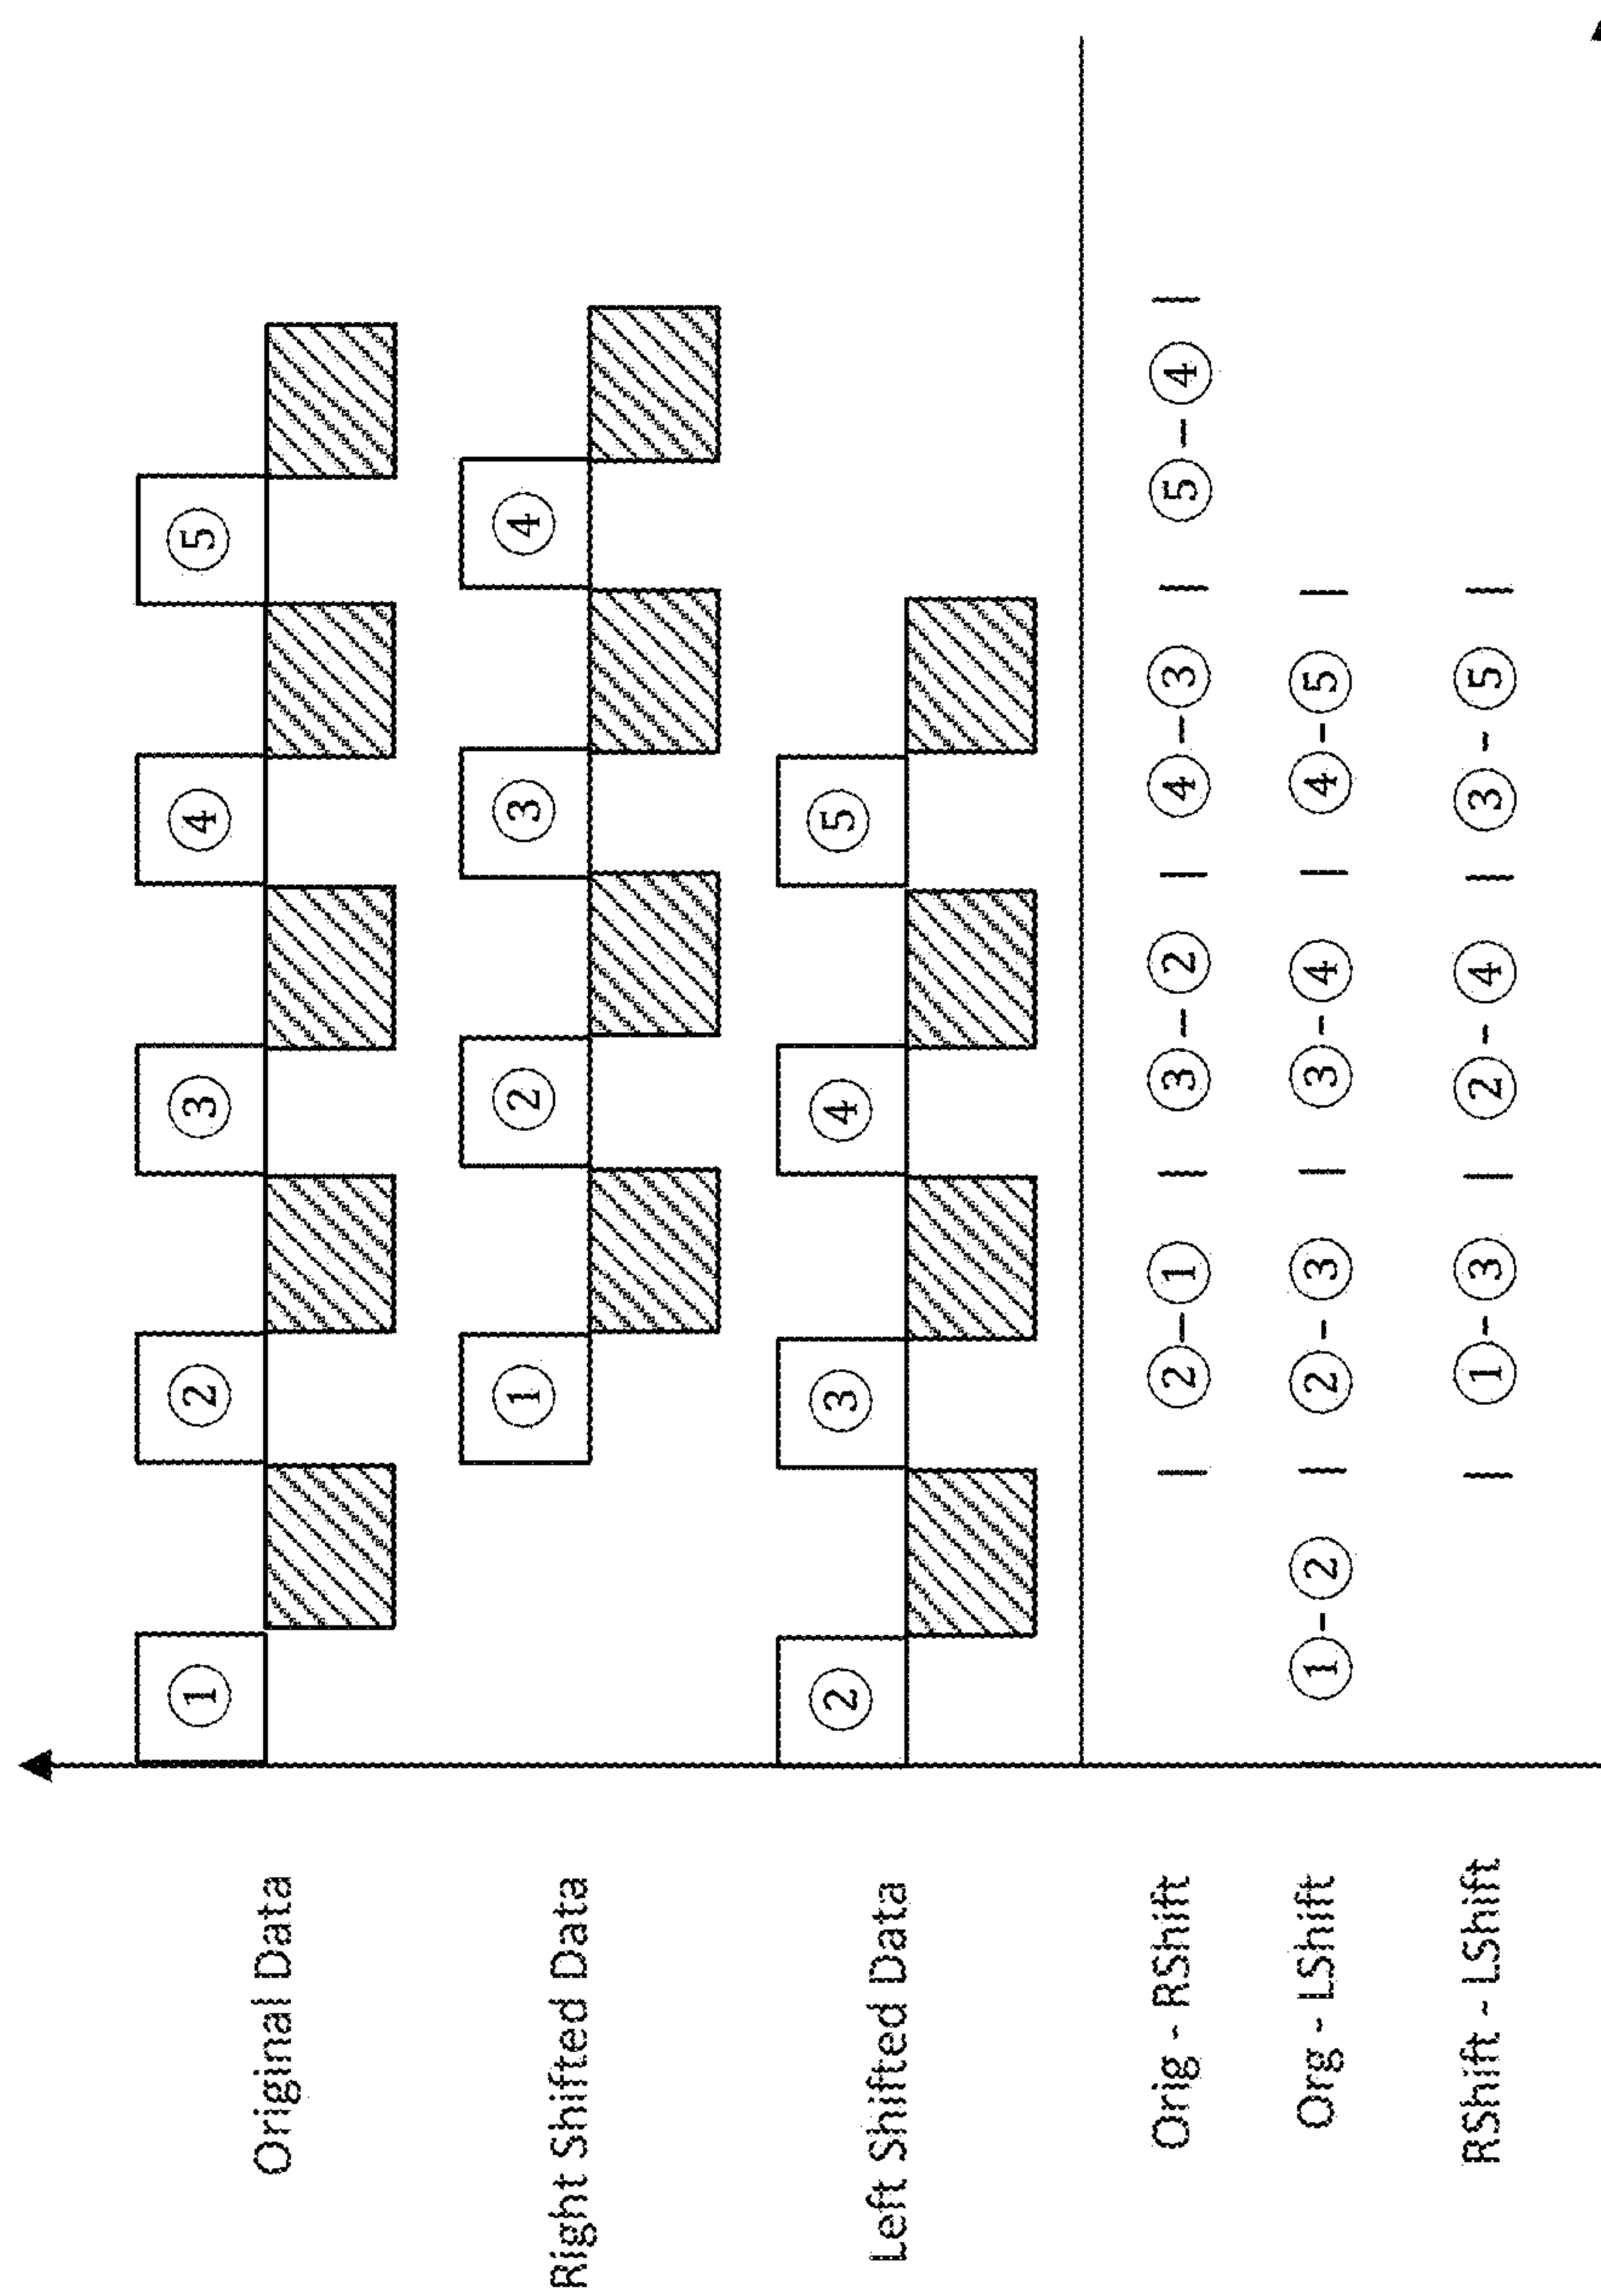 Original Data ① ② ③ ④ ⑤
Right Shifted Data ① ② ③ ④
Left Shifted Data ② ③ ④ ⑤
Orig - RShift | ② - ① | ③ - ② | ④ - ③ | ⑤ - ④ |
Org - LShift | ① - ② | ② - ③ | ③ - ④ | ④ - ⑤ |
RShift - LShift | ① - ③ | ② - ④ | ③ - ⑤ |